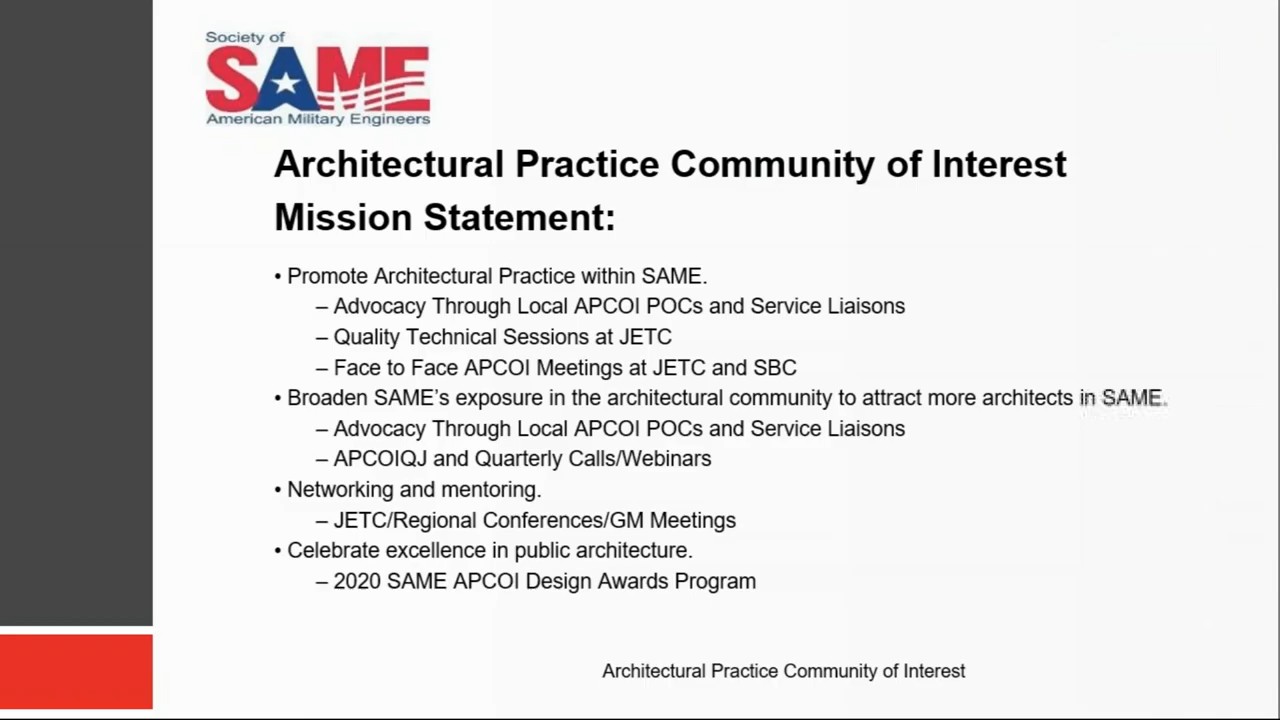 Society of
SAME
American Military Engineers
Architectural Practice Community of Interest
Mission Statement:
• Promote Architectural Practice within SAME.
– Advocacy Through Local APCOI POCs and Service Liaisons
– Quality Technical Sessions at JETC
– Face to Face APCOI Meetings at JETC and SBC
• Broaden SAME’s exposure in the architectural community to attract more architects in SAME.
– Advocacy Through Local APCOI POCs and Service Liaisons
– APCOIQJ and Quarterly Calls/Webinars
• Networking and mentoring.
– JETC/Regional Conferences/GM Meetings
• Celebrate excellence in public architecture.
– 2020 SAME APCOI Design Awards Program
Architectural Practice Community of Interest